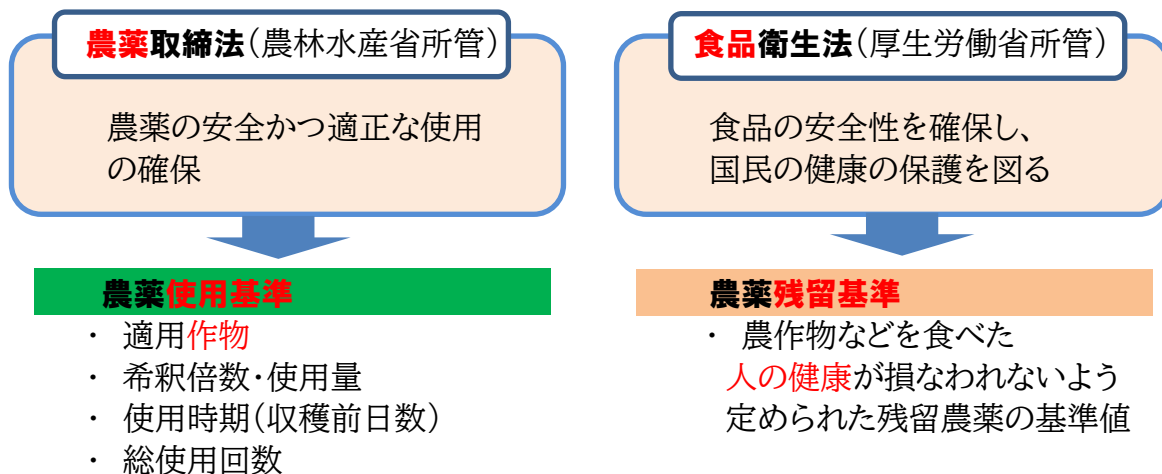 農薬取締法（農林水産省所管）
農薬の安全かつ適正な使用
の確保
農薬使用基準
・ 適用作物
・ 希釈倍数・使用量
・ 使用時期（収穫前日数）
・ 総使用回数
食品衛生法（厚生労働省所管）
食品の安全性を確保し、
国民の健康の保護を図る
農薬残留基準
・ 農作物などを食べた
人の健康が損なわれないよう
定められた残留農薬の基準値